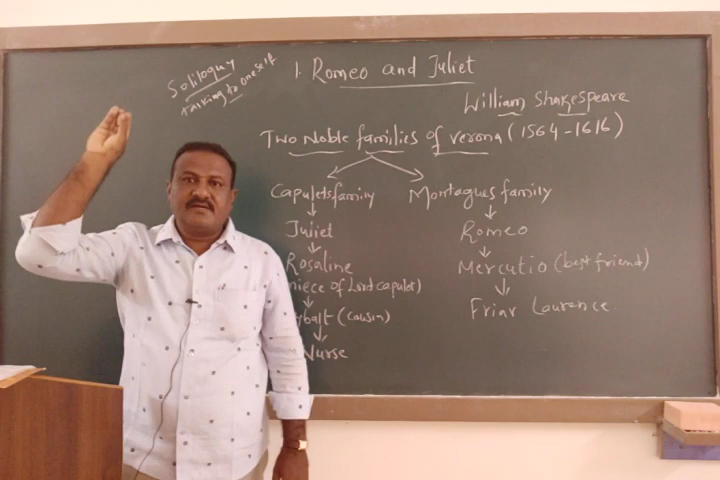 Soliloquy
talking to oneself
1. Romeo and Juliet
William Shakespeare
Two Noble families of verona (1564-1616)
Capulets family
Montagues family
Juliet
Romeo
Rosaline
Mercutio (best friend)
niece of Lord capulet)
Friar Laurence
ybalt (cousin)
Nurse